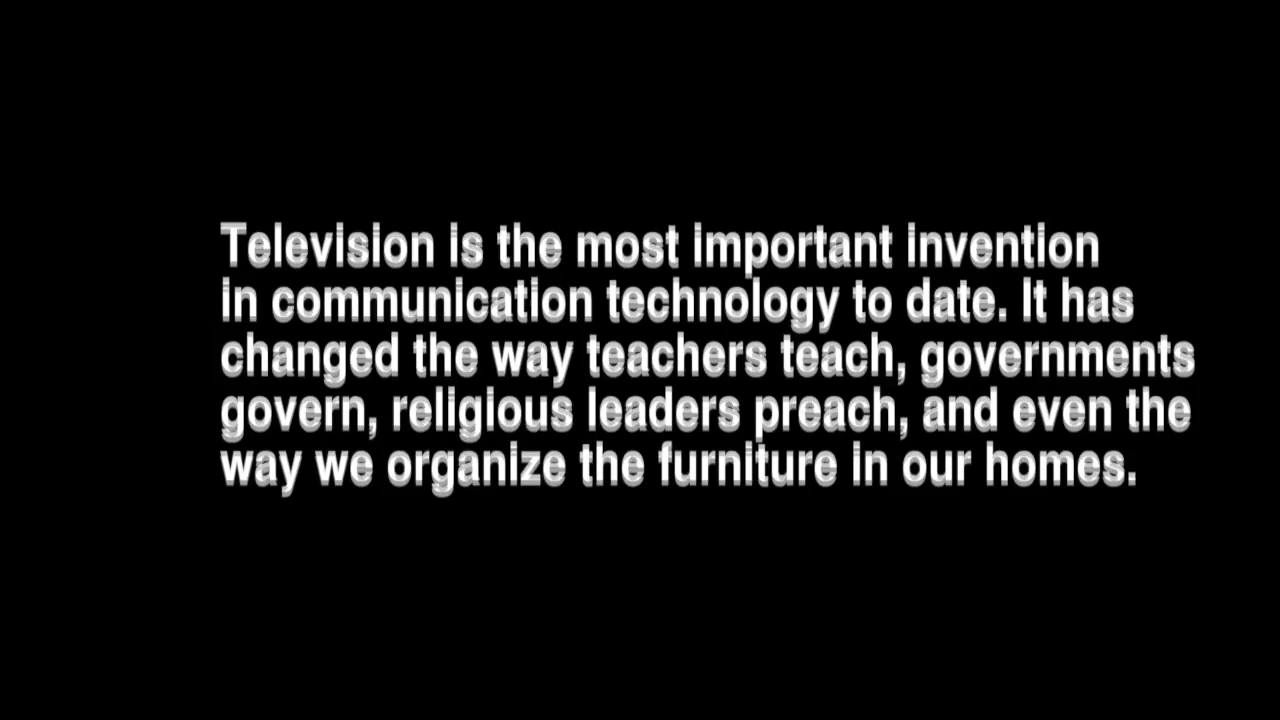 Television is the most important invention
in communication technology to date. It has
changed the way teachers teach, governments
govern, religious leaders preach, and even the
way we organize the furniture in our homes.